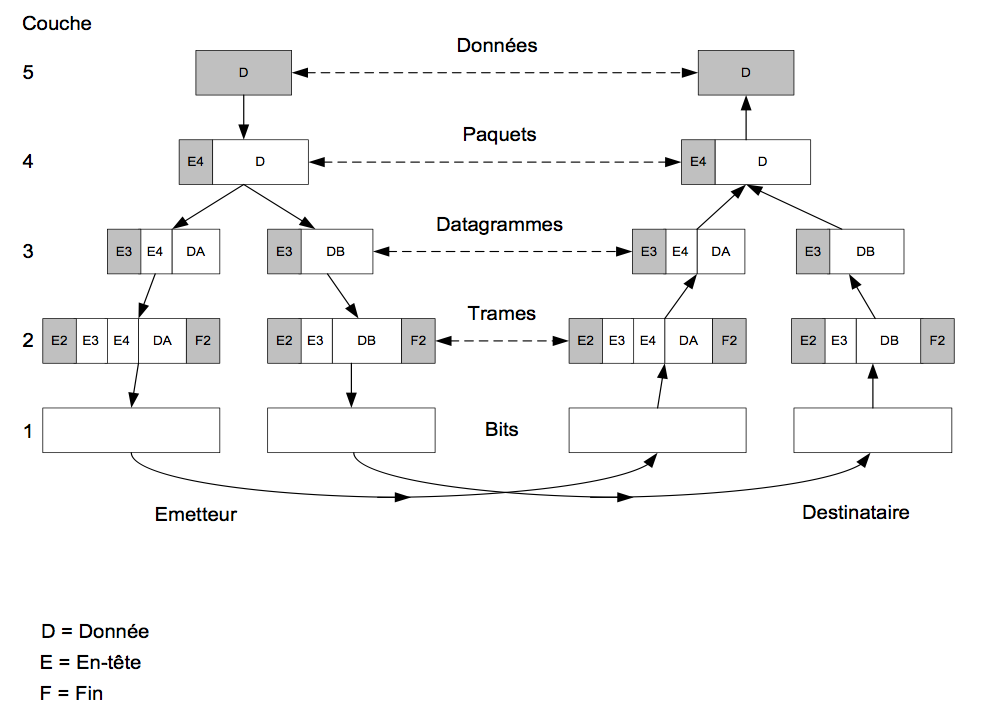 Couche
Données
5 D D
Paquets
4 E4 D E4 D
Datagrammes
3 E3 E4 DA E3 DB E3 E4 DA E3 DB
Trames
2 E2 E3 E4 DA F2 E2 E3 DB F2 E2 E3 E4 DA F2 E2 E3 DB F2
1 Bits
Emetteur Destinataire
D = Donnée
E = En-tête
F = Fin